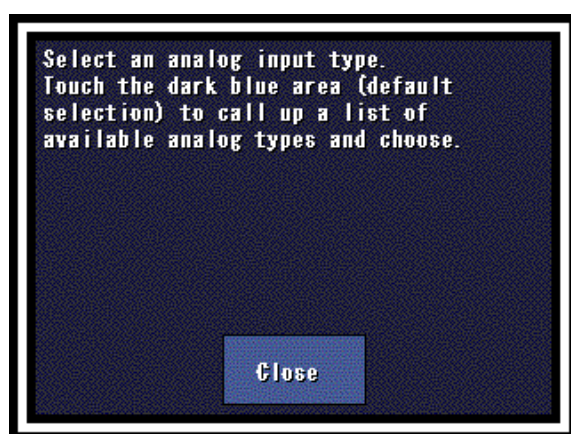 Select an analog input type.
Touch the dark blue area (default
selection) to call up a list of
available analog types and choose.
Close